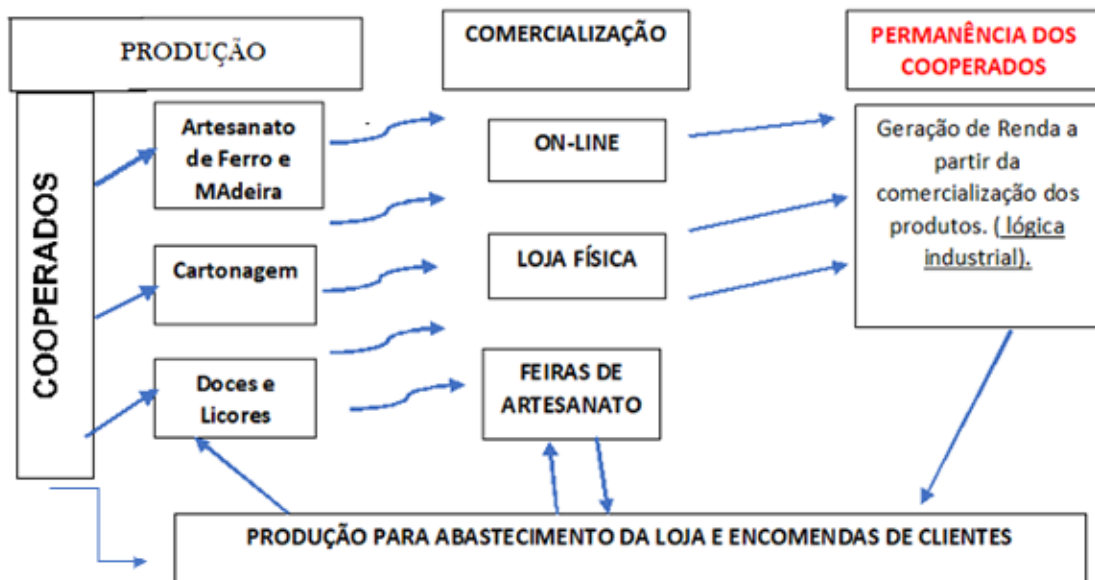 PRODUÇÃO
COMERCIALIZAÇÃO
PERMANÊNCIA DOS
COOPERADOS
COOPERADOS
Artesanato
de Ferro e
MAdeira
Cartonagem
Doces e
Licores
ON-LINE
LOJA FÍSICA
FEIRAS DE
ARTESANATO
Geração de Renda a
partir da
comercialização dos
produtos. ( lógica
industrial).
PRODUÇÃO PARA ABASTECIMENTO DA LOJA E ENCOMENDAS DE CLIENTES